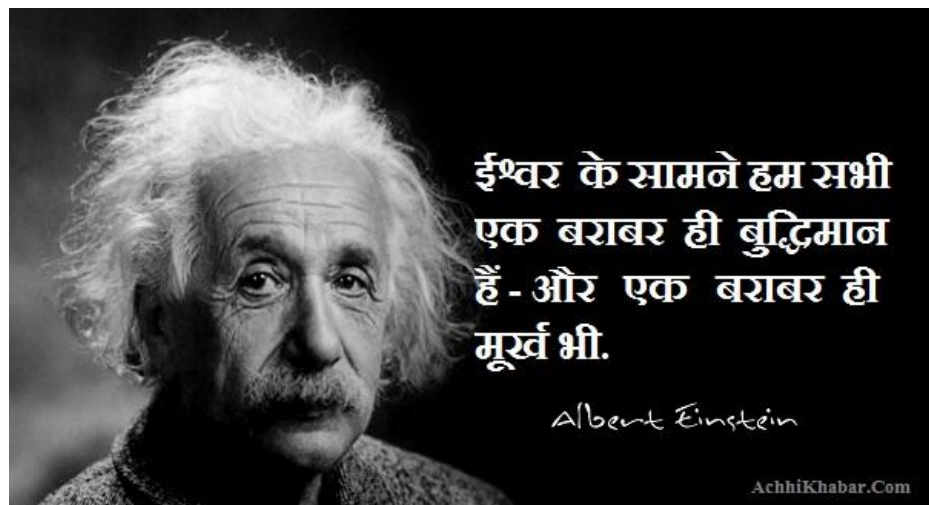 ईश्वर के सामने हम सभी
एक बराबर ही बुद्धिमान
हैं - और एक बराबर ही
मूर्ख भी.
Albert Einstein
AchhiKhabar.Com